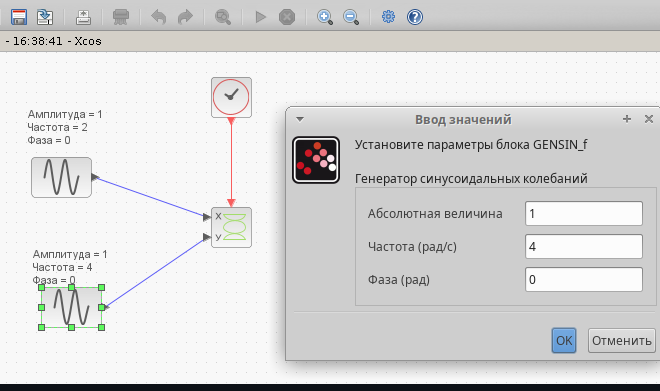 - 16:38:41 - Xcos
Амплитуда = 1
Частота = 2
Фаза = 0
X
У
Амплитуда = 1
Частота = 4
Фаза = 0
Ввод значений
Установите параметры блока GENSIN_f
Генератор синусоидальных колебаний
Абсолютная величина 1
Частота (рад/с) 4
Фаза (рад) 0
OK Отменить